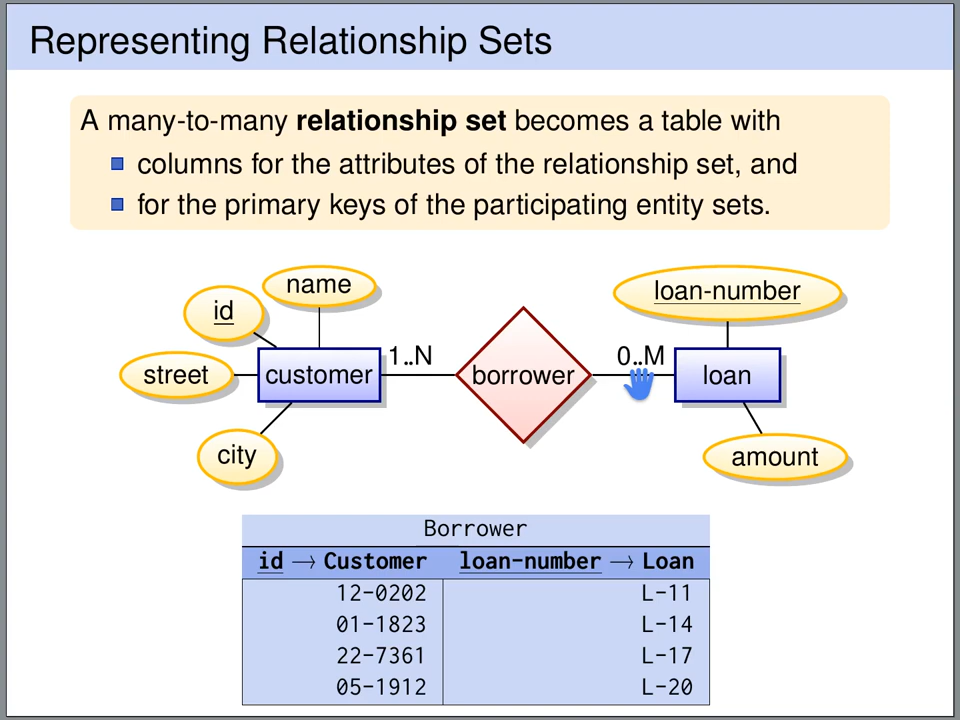 Representing Relationship Sets
A many-to-many relationship set becomes a table with
columns for the attributes of the relationship set, and
for the primary keys of the participating entity sets.
name
loan-number
id
1..N
0..M
street
customer
borrower
loan
city
amount
Borrower
id → Customer loan-number → Loan
12-0202 L-11
01-1823 L-14
22-7361 L-17
05-1912 L-20